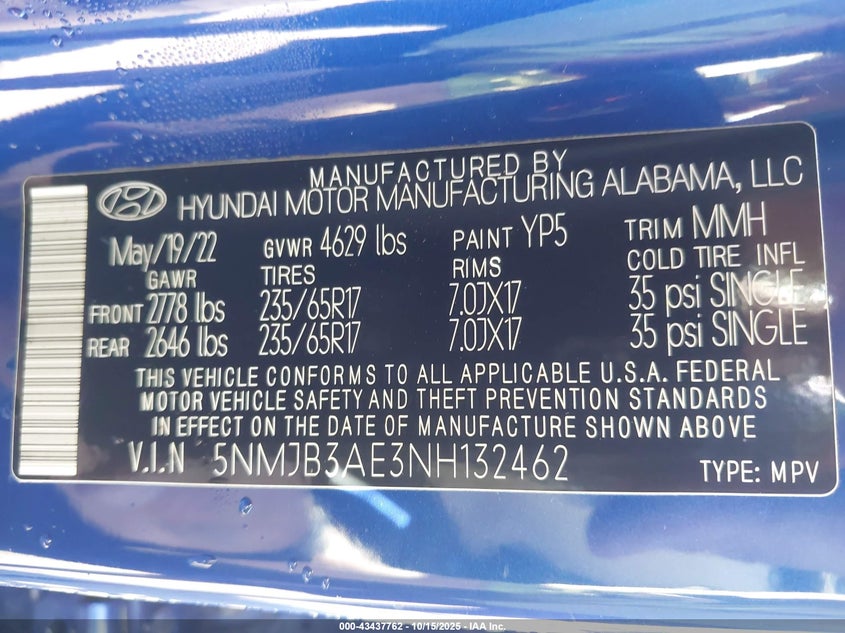 MANUFACTURED BY
HYUNDAI MOTOR MANUFACTURING ALABAMA, LLC
May/19/22 GVWR 4629 lbs PAINT YP5 TRIM MMH
GAWR TIRES RIMS COLD TIRE INFL
FRONT 2778 lbs 235/65R17 7.0JX17 35 psi SINGLE
REAR 2646 lbs 235/65R17 7.0JX17 35 psi SINGLE
THIS VEHICLE CONFORMS TO ALL APPLICABLE U.S.A. FEDERAL
MOTOR VEHICLE SAFETY AND THEFT PREVENTION STANDARDS
IN EFFECT ON THE DATE OF MANUFACTURE SHOWN ABOVE
V.I.N 5NMJB3AE3NH132462 TYPE: MPV
000-43437762 - 10/15/2025 - IAA Inc.